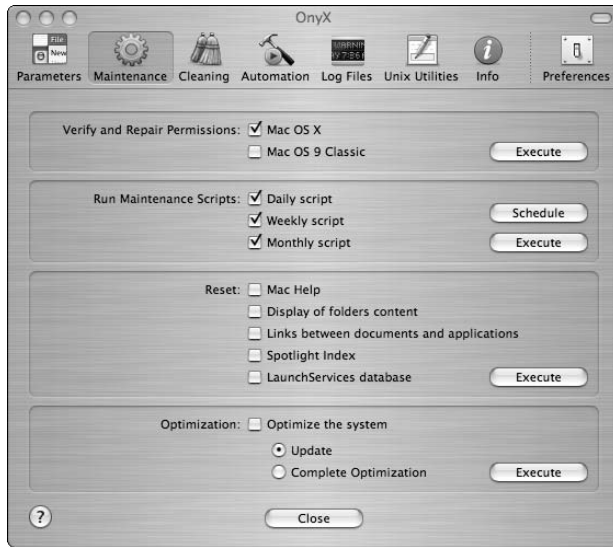 OnyX
File
New
WARNIN
Parameters Maintenance Cleaning Automation Log Files Unix Utilities Info Preferences
Verify and Repair Permissions: Mac OS X
Mac OS 9 Classic Execute
Run Maintenance Scripts: Daily script
Schedule
Weekly script
Monthly script Execute
Reset: Mac Help
Display of folders content
Links between documents and applications
Spotlight Index
LaunchServices database Execute
Optimization: Optimize the system
Update
Complete Optimization Execute
? Close